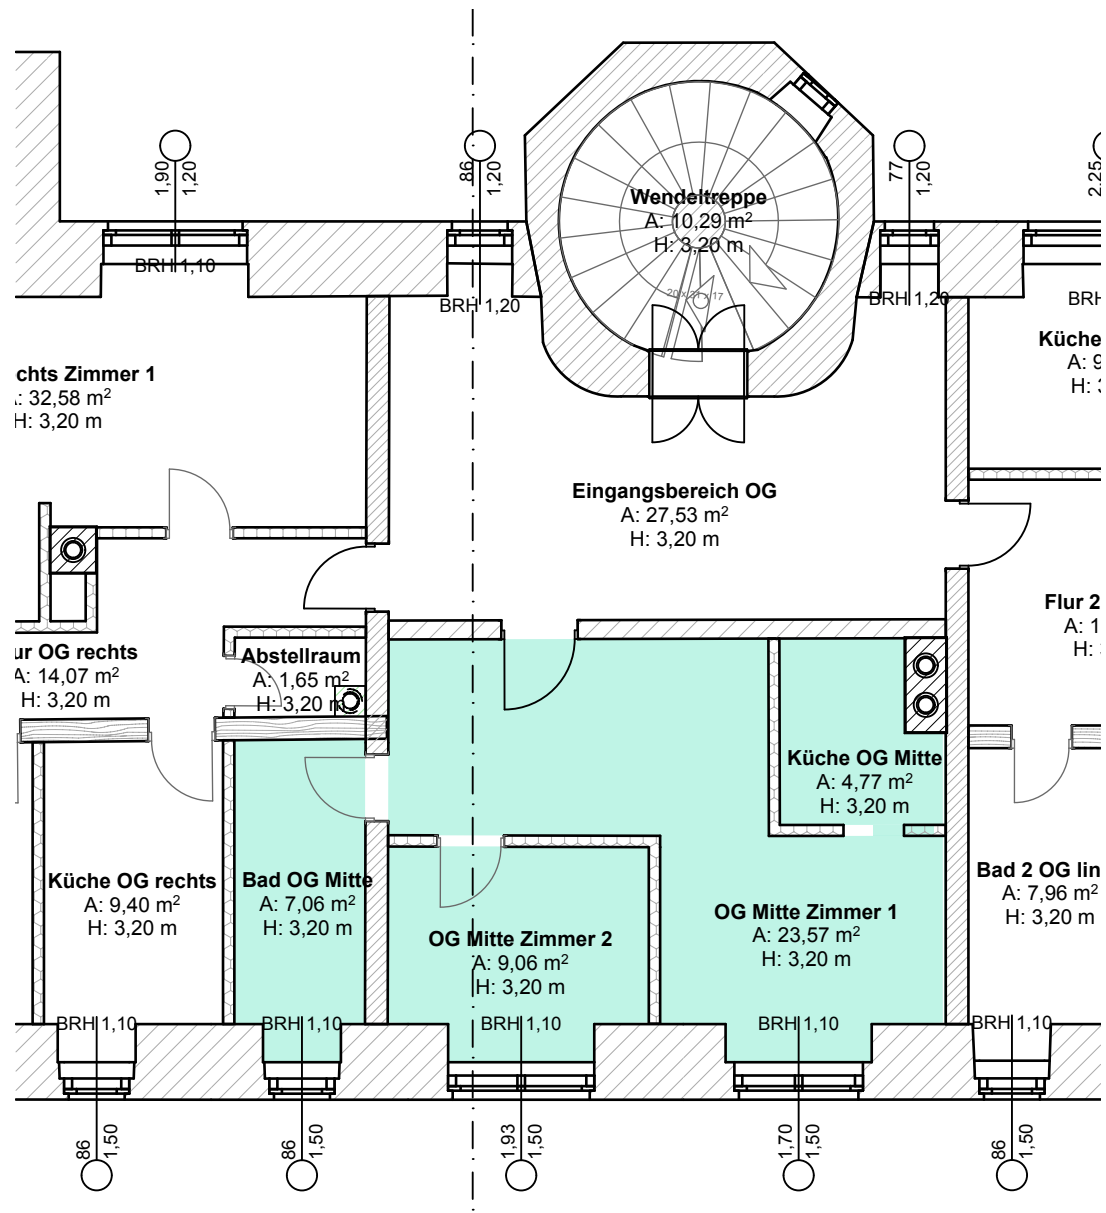 1,90
1,20
86
1,20
77
1,20
2,25
Wendeltreppe
A: 10,29 m²
H: 3,20 m
20 x 21 x 17
BRH 1,10
BRH 1,20
BRH 1,20
BRH
Küche
A: 9
H: 3
chts Zimmer 1
A: 32,58 m²
H: 3,20 m
Eingangsbereich OG
A: 27,53 m²
H: 3,20 m
Flur 2
A: 1
H:
ur OG rechts
A: 14,07 m²
H: 3,20 m
Abstellraum
A: 1,65 m²
H: 3,20 m
Küche OG Mitte
A: 4,77 m²
H: 3,20 m
Küche OG rechts
A: 9,40 m²
H: 3,20 m
Bad OG Mitte
A: 7,06 m²
H: 3,20 m
OG Mitte Zimmer 2
A: 9,06 m²
H: 3,20 m
OG Mitte Zimmer 1
A: 23,57 m²
H: 3,20 m
Bad 2 OG lin
A: 7,96 m²
H: 3,20 m
BRH 1,10
BRH 1,10
BRH 1,10
BRH 1,10
BRH 1,10
86
1,50
86
1,50
1,93
1,50
1,70
1,50
86
1,50